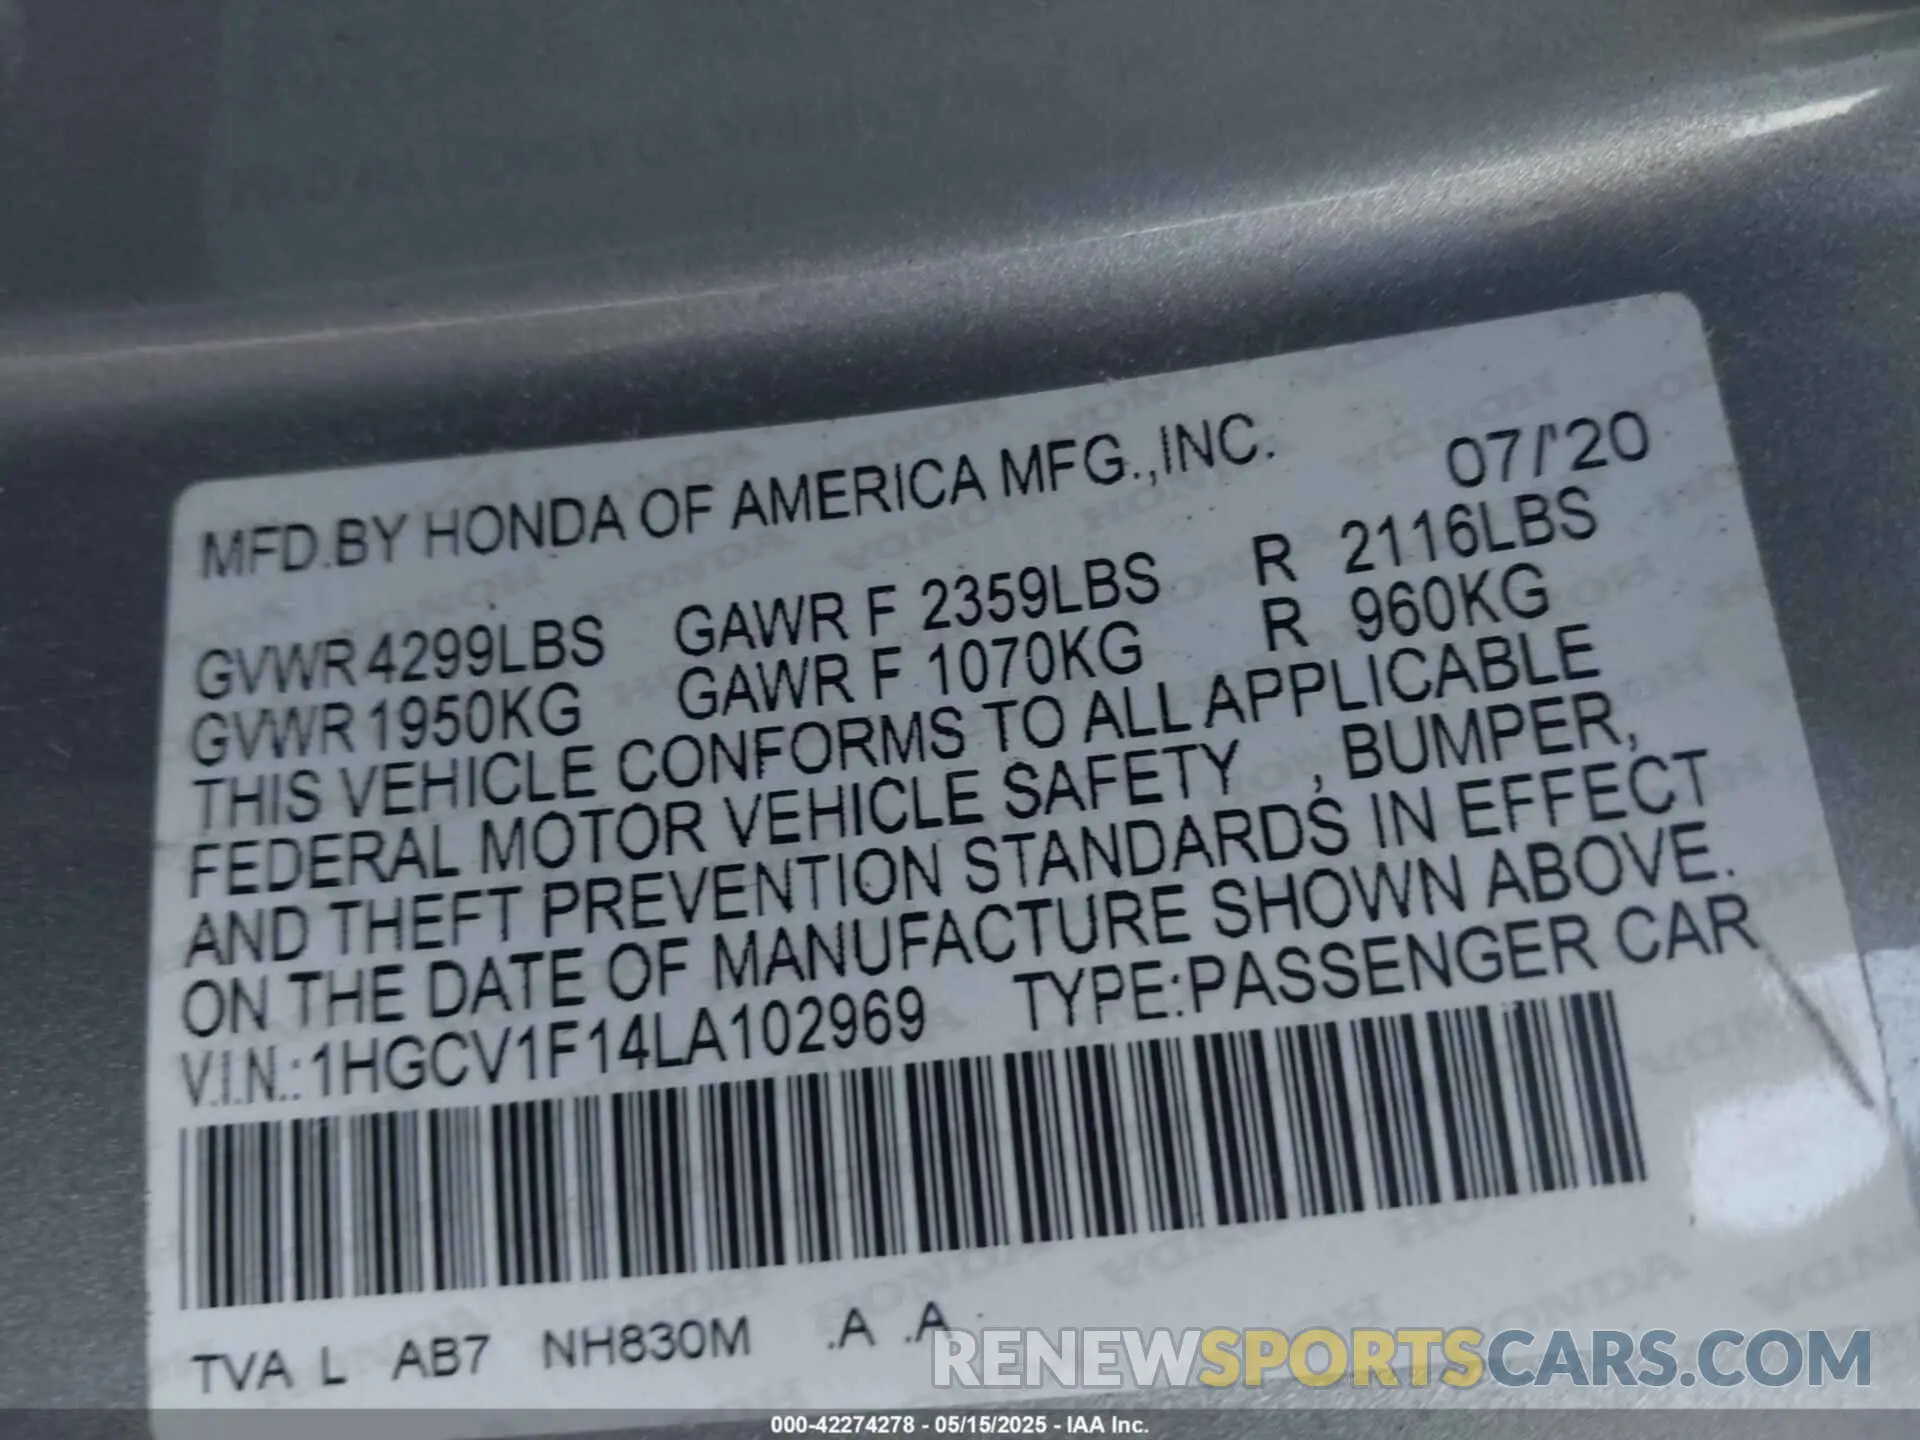 MFD.BY HONDA OF AMERICA MFG.,INC. 07/'20
GVWR 4299LBS GAWR F 2359LBS R 2116LBS
GVWR 1950KG GAWR F 1070KG R 960KG
THIS VEHICLE CONFORMS TO ALL APPLICABLE
FEDERAL MOTOR VEHICLE SAFETY , BUMPER,
AND THEFT PREVENTION STANDARDS IN EFFECT
ON THE DATE OF MANUFACTURE SHOWN ABOVE.
V.I.N.:1HGCV1F14LA102969 TYPE:PASSENGER CAR
TVA L AB7 NH830M .A .A
RENEWSPORTSCARS.COM
000-42274278 - 05/15/2025 - IAA Inc.